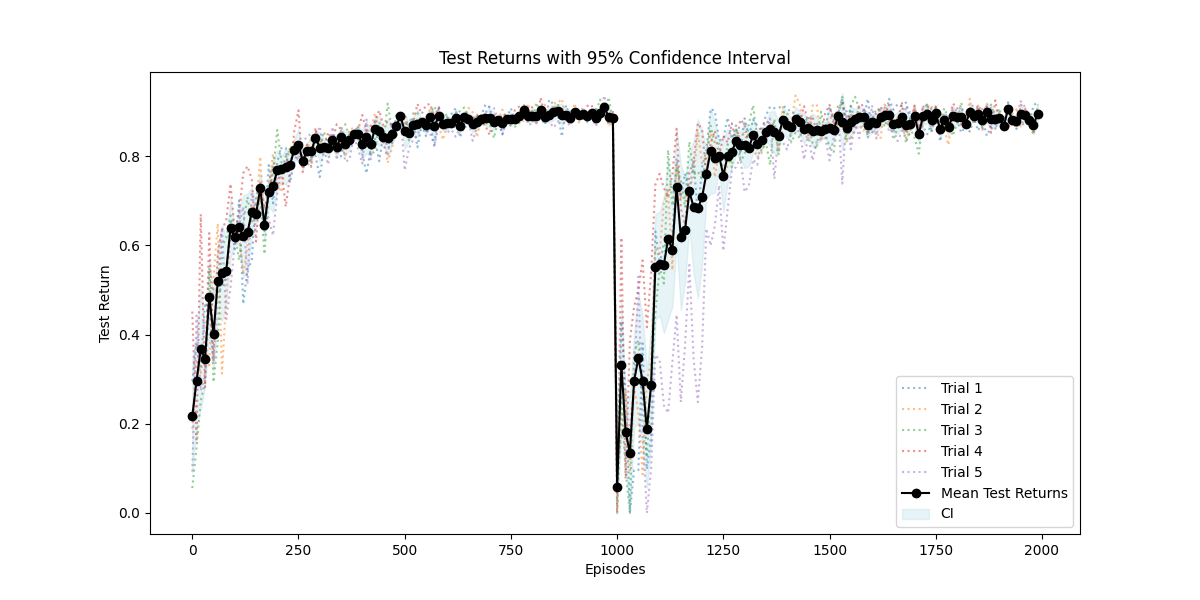 Test Returns with 95% Confidence Interval
Test Return
0.8
0.6
0.4
0.2
0.0
0 250 500 750 1000 1250 1500 1750 2000
Episodes
Trial 1
Trial 2
Trial 3
Trial 4
Trial 5
Mean Test Returns
CI